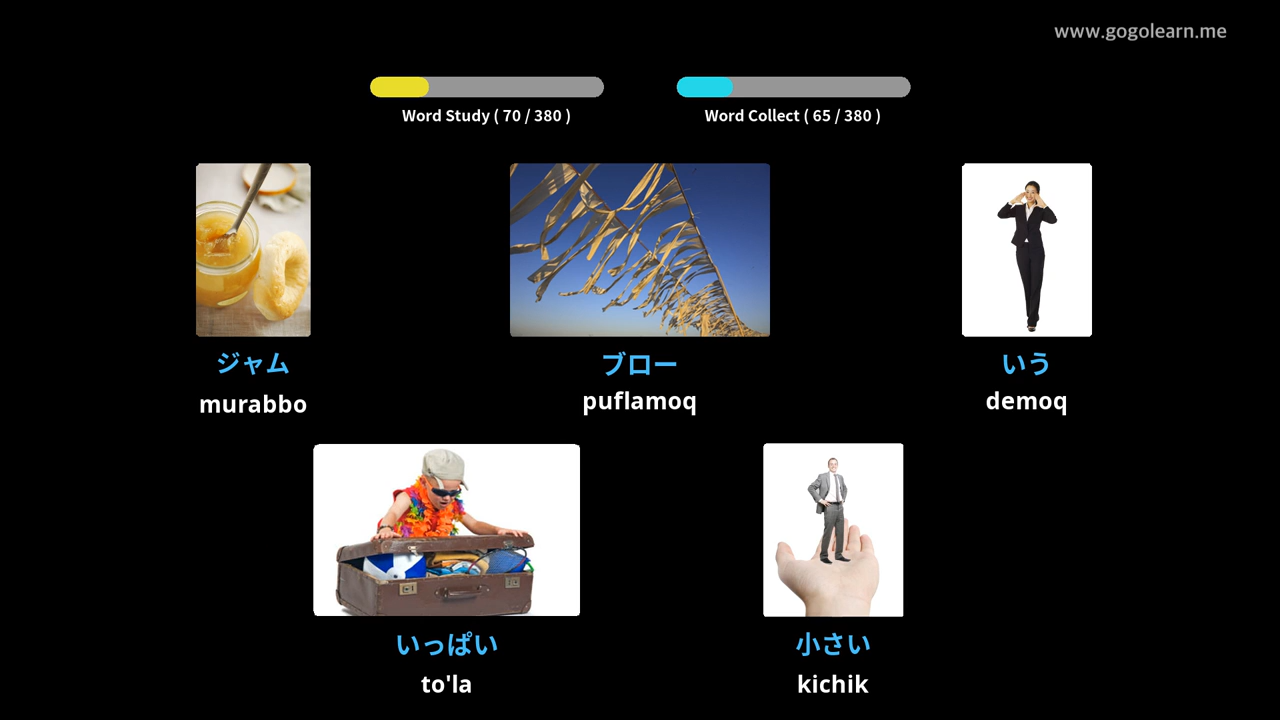 www.gogolearn.me
Word Study ( 70 / 380 )
Word Collect ( 65 / 380 )
ジャム
murabbo
ブロー
puflamoq
いう
demoq
いっぱい
to'la
小さい
kichik